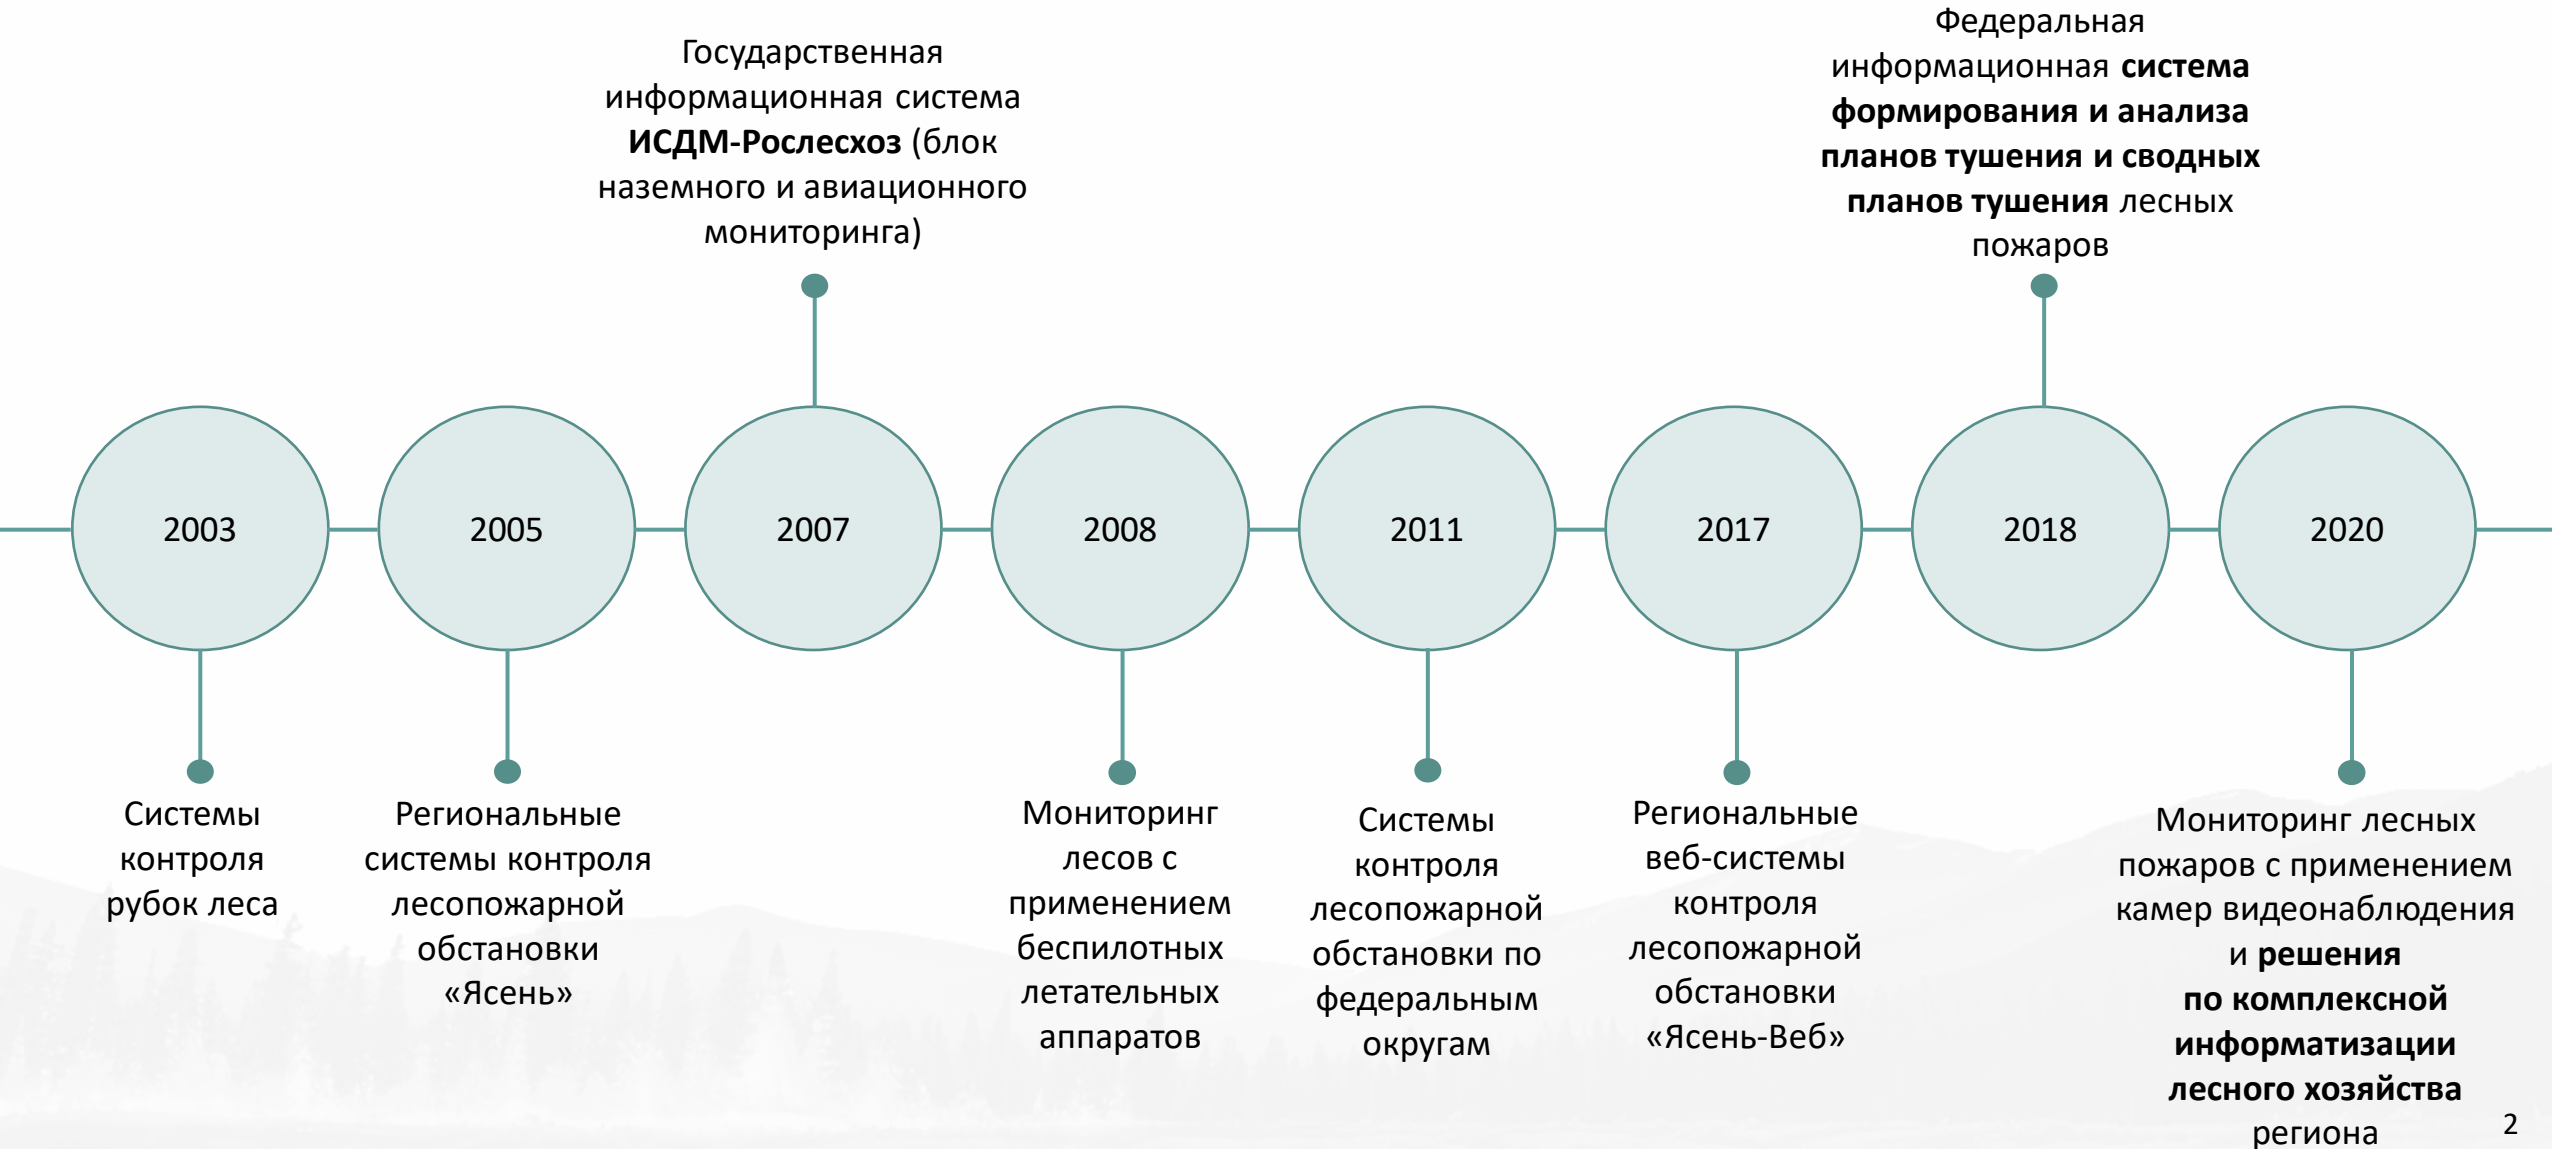 Государственная
информационная система
ИСДМ-Рослесхоз (блок
наземного и авиационного
мониторинга)
Федеральная
информационная система
формирования и анализа
планов тушения и сводных
планов тушения лесных
пожаров
2003
2005
2007
2008
2011
2017
2018
2020
Системы
контроля
рубок леса
Региональные
системы контроля
лесопожарной
обстановки
«Ясень»
Мониторинг
лесов с
применением
беспилотных
летательных
аппаратов
Системы
контроля
лесопожарной
обстановки по
федеральным
округам
Региональные
веб-системы
контроля
лесопожарной
обстановки
«Ясень-Веб»
Мониторинг лесных
пожаров с применением
камер видеонаблюдения
и решения
по комплексной
информатизации
лесного хозяйства
региона
2